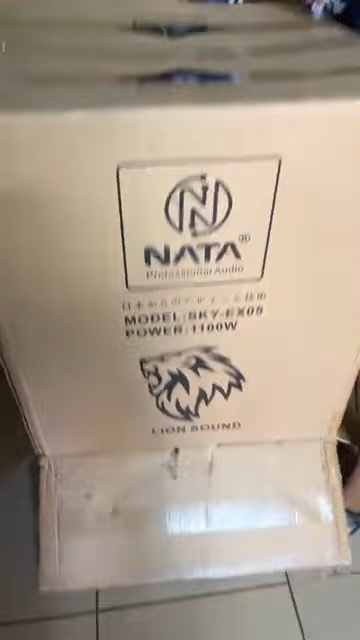 NATA®
Professional Audio
MODEL:SKY-EX09
POWER:1100W
LION SOUND